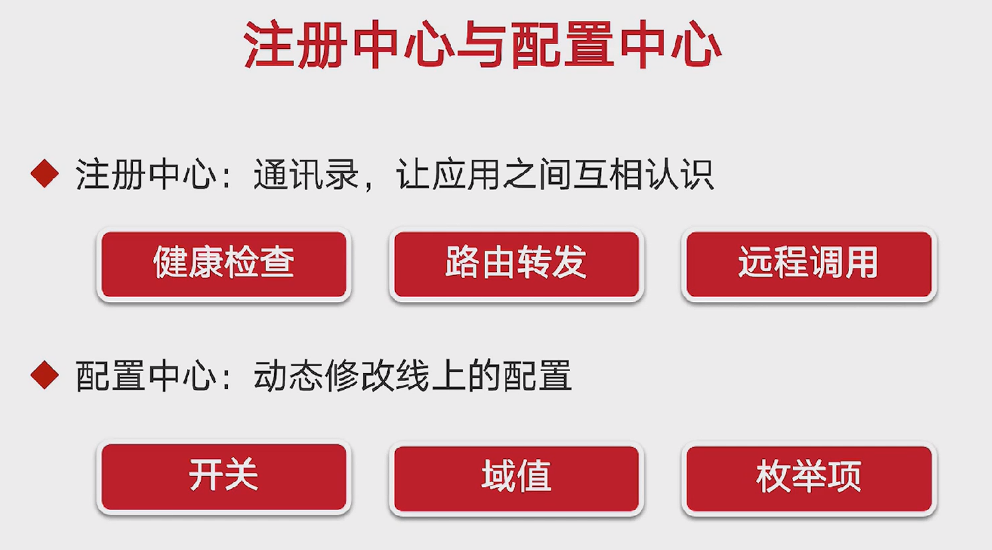 注册中心与配置中心
注册中心：通讯录，让应用之间互相认识
健康检查 路由转发 远程调用
配置中心：动态修改线上的配置
开关 域值 枚举项